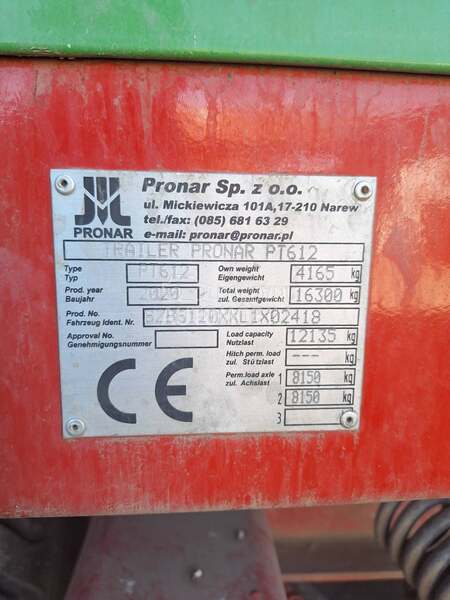 Pronar Sp. z o.o.
ul. Mickiewicza 101A,17-210 Narew
tel./fax: (085) 681 63 29
e-mail: pronar@pronar.pl
PRONAR
TRAILER PRONAR PT612
Type
Typ
PT612
Own weight
Eigengewicht
4165 kg
Prod. year
Baujahr
2020
Total weight
zul. Gesamtgewicht
16300 kg
Prod. No.
Fahrzeug Ident. Nr.
Approval No.
Genehmigungsnummer
Load capacity
Nutzlast
12135 kg
Hitch perm. load
zul. Stützlast
--- kg
Perm.load axle
zul. Achslast
1 8150 kg
2 8150 kg
3
CE